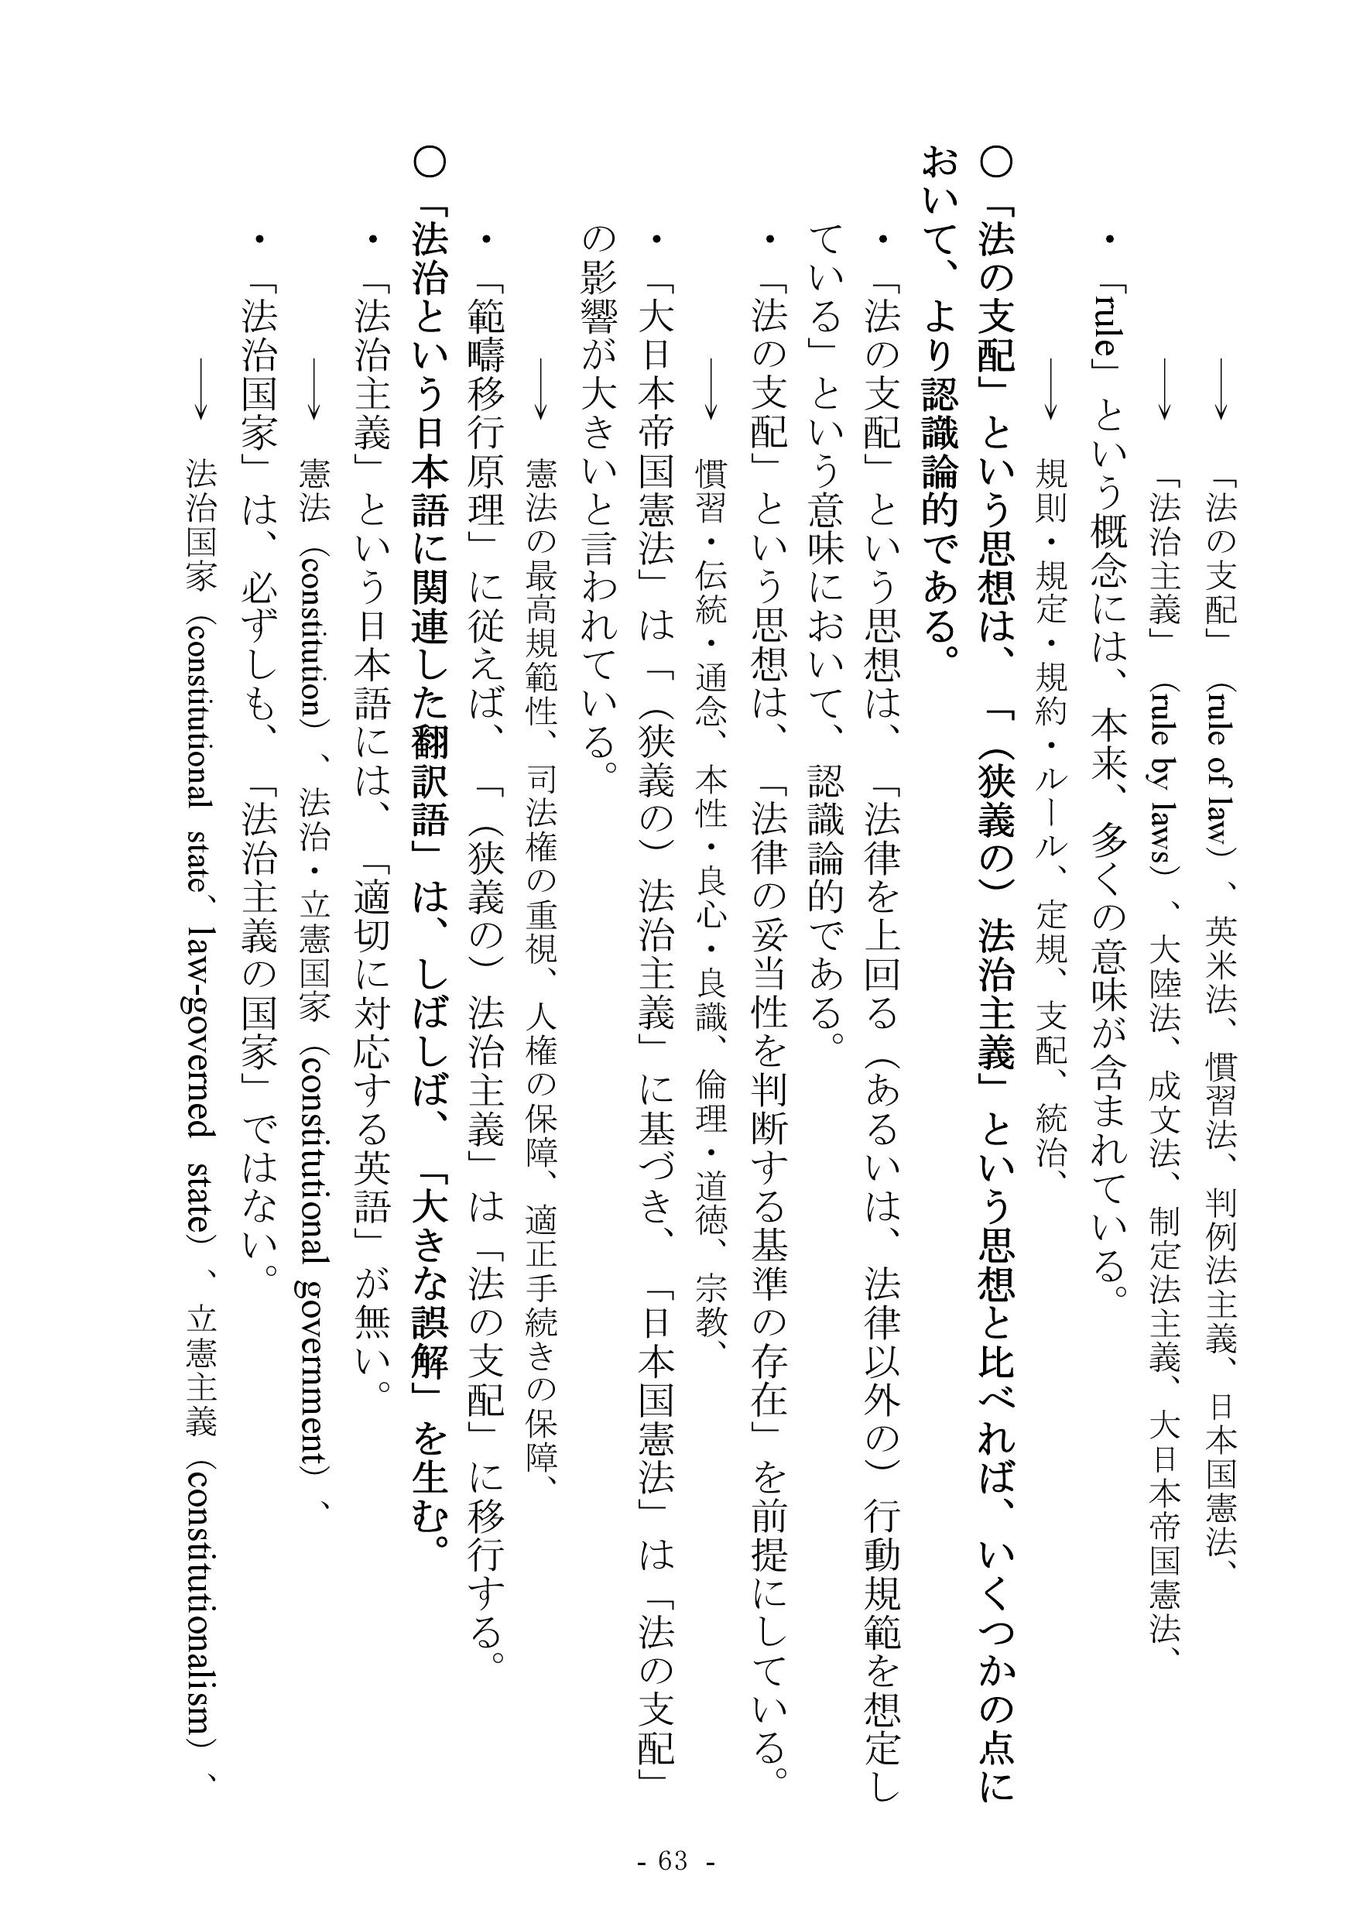 →　「法の支配」（rule of law）、英米法、慣習法、判例法主義、日本国憲法、
→　「法治主義」（rule by laws）、大陸法、成文法、制定法主義、大日本帝国憲法、
・「rule」という概念には、本来、多くの意味が含まれている。
→　規則・規定・規約・ルール、定規、支配、統治、
○「法の支配」という思想は、「（狭義の）法治主義」という思想と比べれば、いくつかの点に
おいて、より認識論的である。
・「法の支配」という思想は、「法律を上回る（あるいは、法律以外の）行動規範を想定し
ている」という意味において、認識論的である。
・「法の支配」という思想は、「法律の妥当性を判断する基準の存在」を前提にしている。
→　慣習・伝統・通念、本性・良心・良識、倫理・道徳、宗教、
・「大日本帝国憲法」は「（狭義の）法治主義」に基づき、「日本国憲法」は「法の支配」
の影響が大きいと言われている。
→　憲法の最高規範性、司法権の重視、人権の保障、適正手続きの保障、
・「範疇移行原理」に従えば、「（狭義の）法治主義」は「法の支配」に移行する。
○「法治という日本語に関連した翻訳語」は、しばしば、「大きな誤解」を生む。
・「法治主義」という日本語には、「適切に対応する英語」が無い。
→　憲法（constitution）、法治・立憲国家（constitutional government）、
・「法治国家」は、必ずしも、「法治主義の国家」ではない。
→　法治国家（constitutional state、law-governed state）、立憲主義（constitutionalism）、
- 63 -